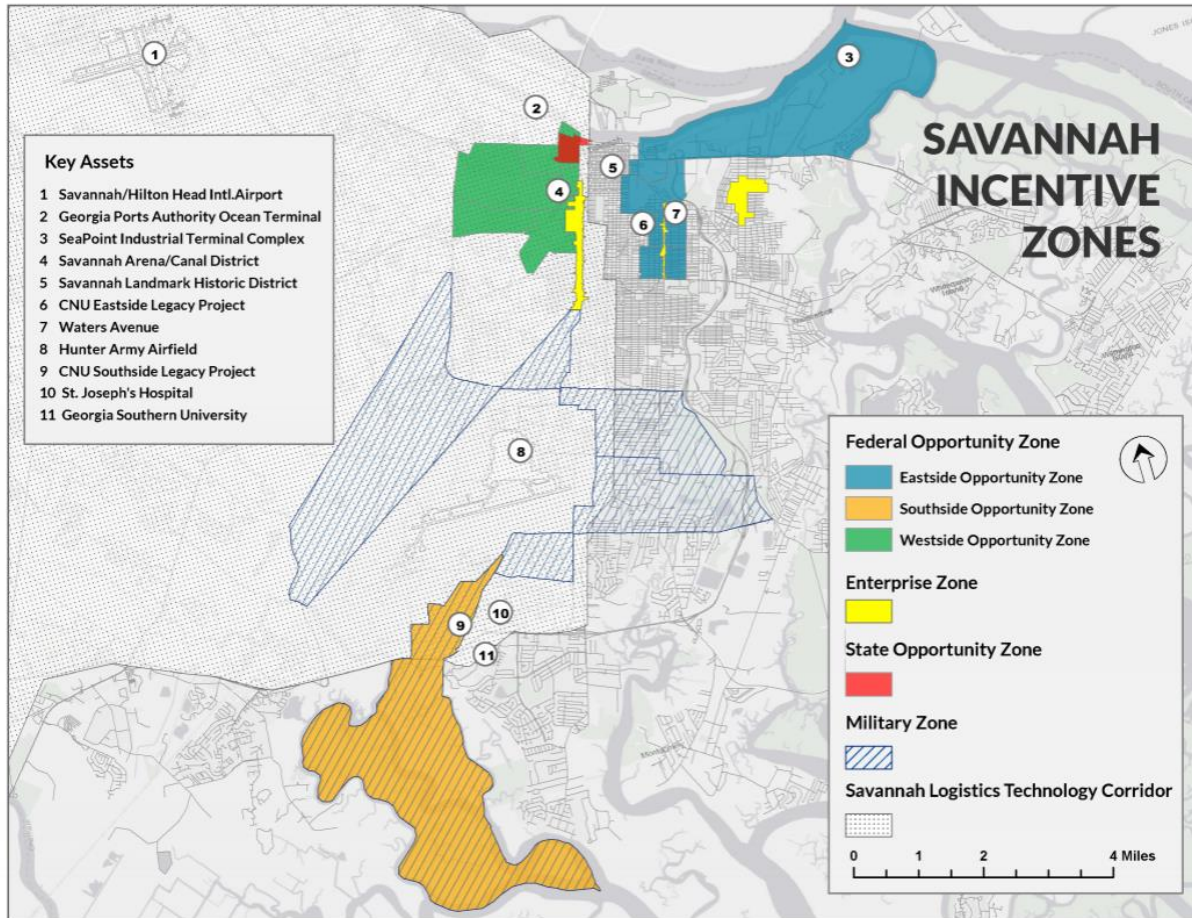 1
2
3
JONES IS
SAVANNAH
INCENTIVE
ZONES
Key Assets
1 Savannah/Hilton Head Intl.Airport
2 Georgia Ports Authority Ocean Terminal
3 SeaPoint Industrial Terminal Complex
4 Savannah Arena/Canal District
5 Savannah Landmark Historic District
6 CNU Eastside Legacy Project
7 Waters Avenue
8 Hunter Army Airfield
9 CNU Southside Legacy Project
10 St. Joseph's Hospital
11 Georgia Southern University
5
4
7
6
8
10
9
11
Federal Opportunity Zone
Eastside Opportunity Zone
Southside Opportunity Zone
Westside Opportunity Zone
Enterprise Zone
State Opportunity Zone
Military Zone
Savannah Logistics Technology Corridor
0 1 2 4 Miles